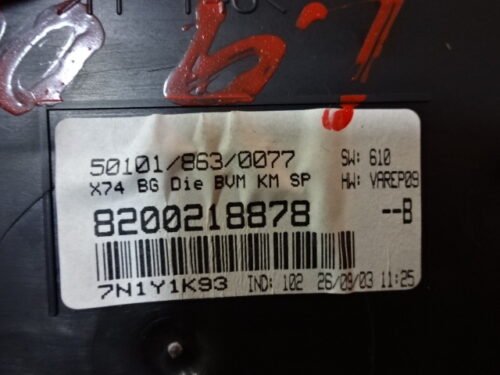 50101/863/0077
SW: 610
X74 BG Die BVM KM SP
HW: VAREP09
8200218878
--B
7N1Y1K93
IND: 102 26/09/03 11:25